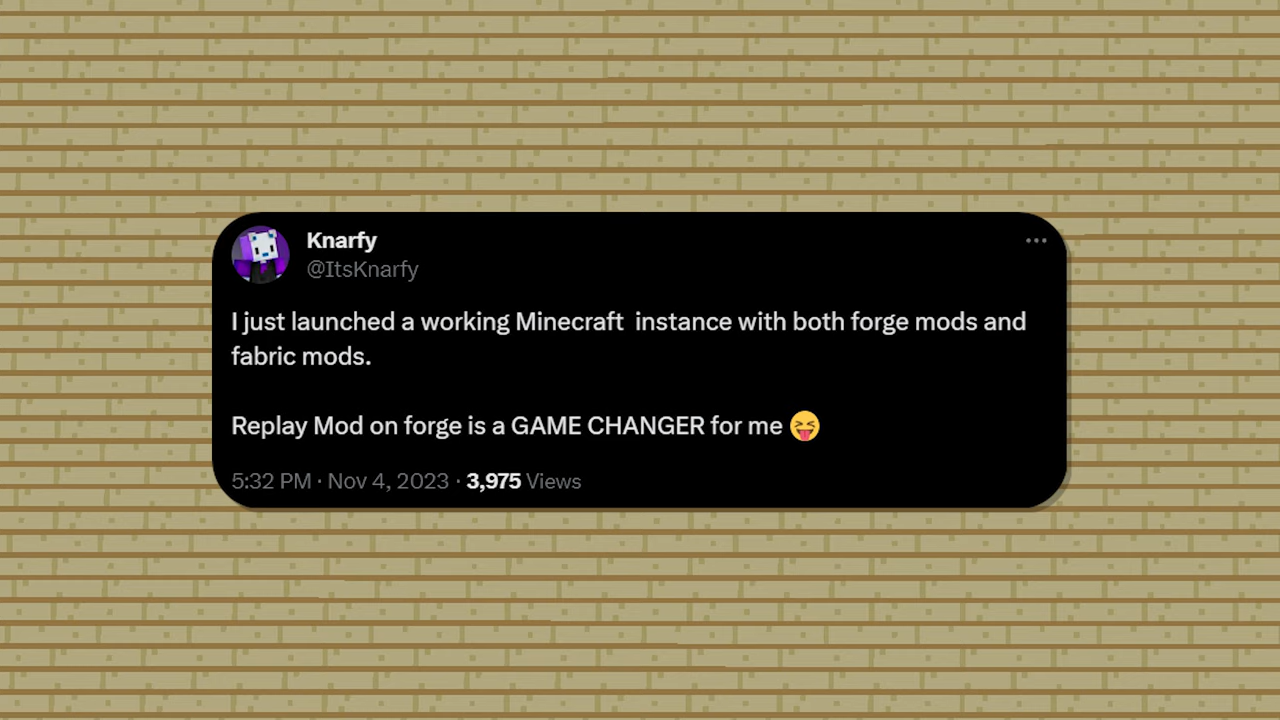 Knarfy
@ItsKnarfy
I just launched a working Minecraft  instance with both forge mods and
fabric mods.
Replay Mod on forge is a GAME CHANGER for me 😝
5:32 PM · Nov 4, 2023 · 3,975 Views